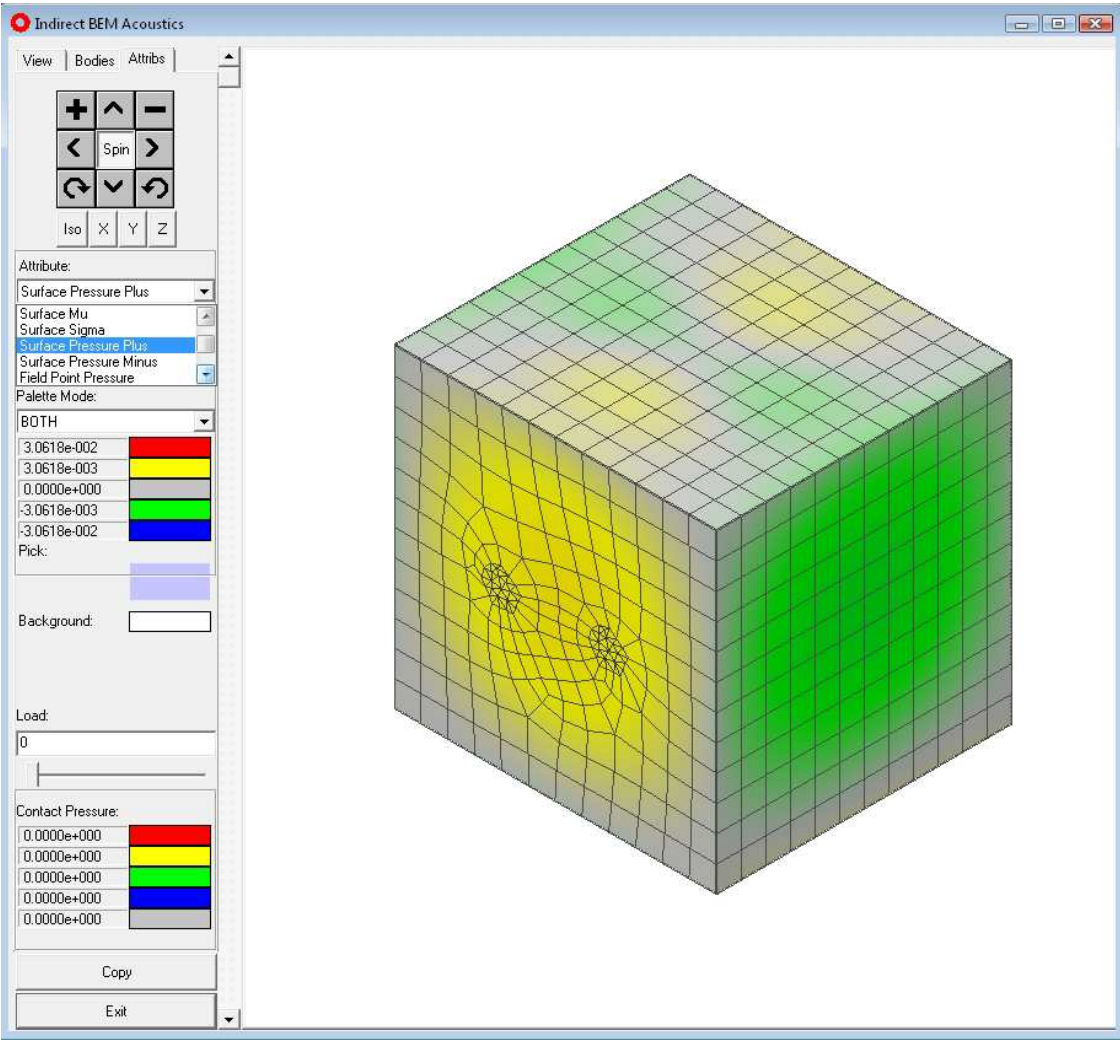 Indirect BEM Acoustics
View Bodies Attribs
Spin
Iso X Y Z
Attribute:
Surface Pressure Plus
Surface Mu
Surface Sigma
Surface Pressure Plus
Surface Pressure Minus
Field Point Pressure
Palette Mode:
BOTH
3.0618e-002
3.0618e-003
0.0000e+000
-3.0618e-003
-3.0618e-002
Pick:
Background:
Load:
0
Contact Pressure:
0.0000e+000
0.0000e+000
0.0000e+000
0.0000e+000
0.0000e+000
Copy
Exit